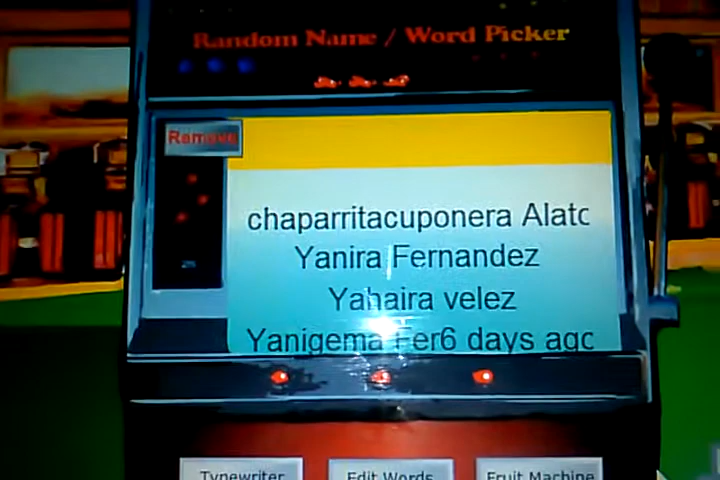 Random Name / Word Picker
Remove
chaparritacuponera Alatc
Yanira Fernandez
Yahaira velez
Yanigema Fer6 days ago
Typewriter
Edit Words
Fruit Machine